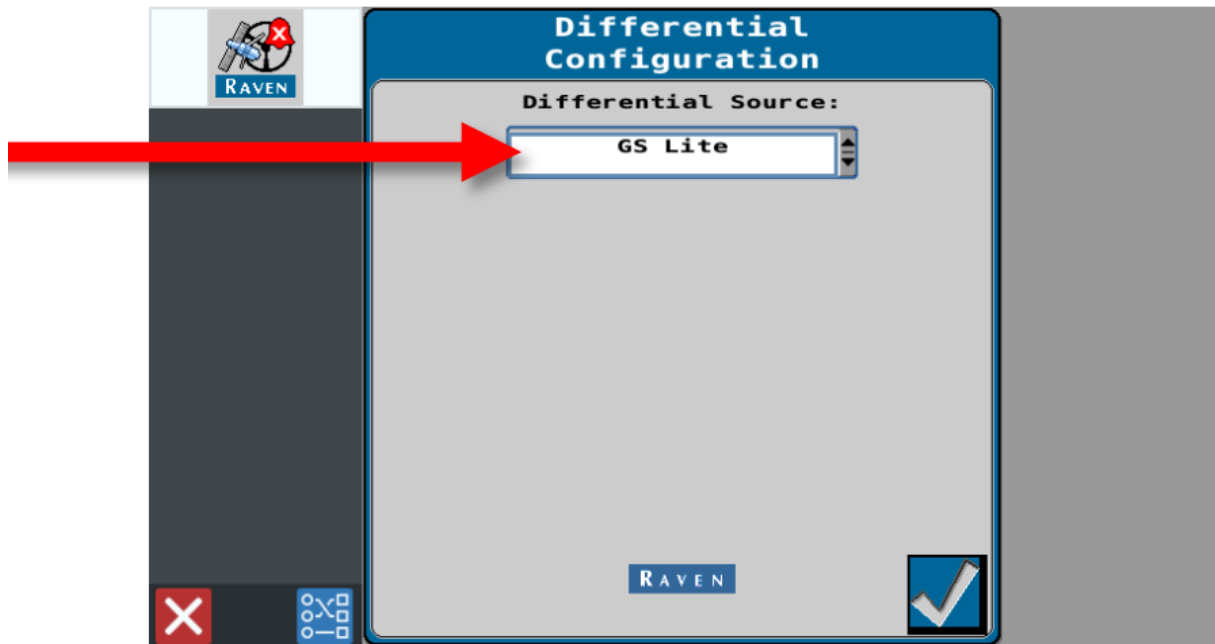 RAVEN
Differential
Configuration
Differential Source:
GS Lite
RAVEN